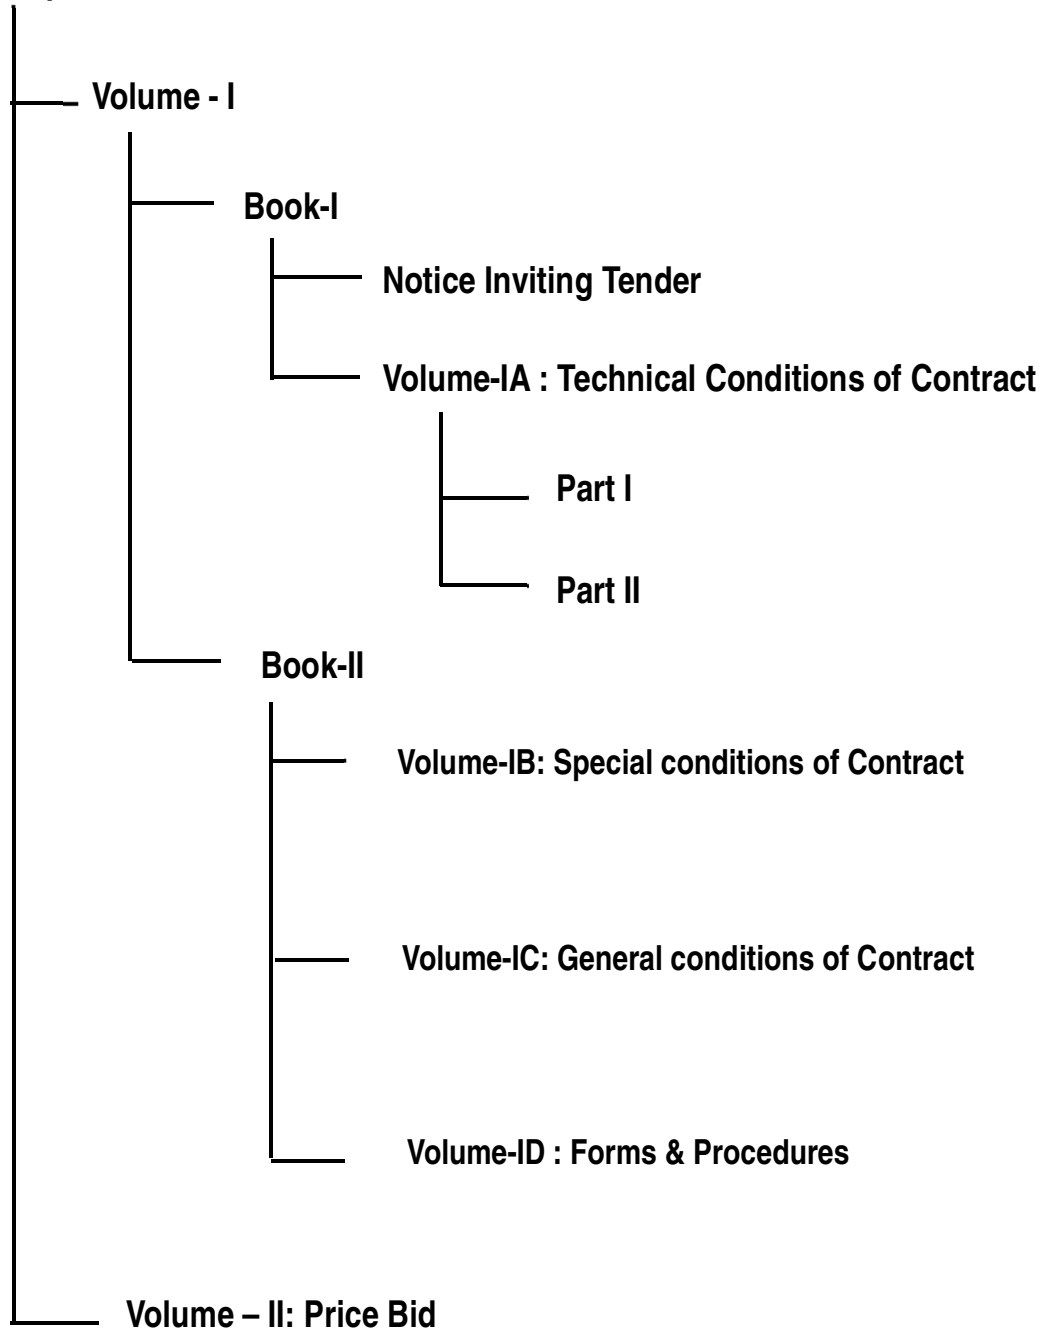 Volume - I
Book-I
Notice Inviting Tender
Volume-IA : Technical Conditions of Contract
Part I
Part II
Book-II
Volume-IB: Special conditions of Contract
Volume-IC: General conditions of Contract
Volume-ID : Forms & Procedures
Volume – II: Price Bid